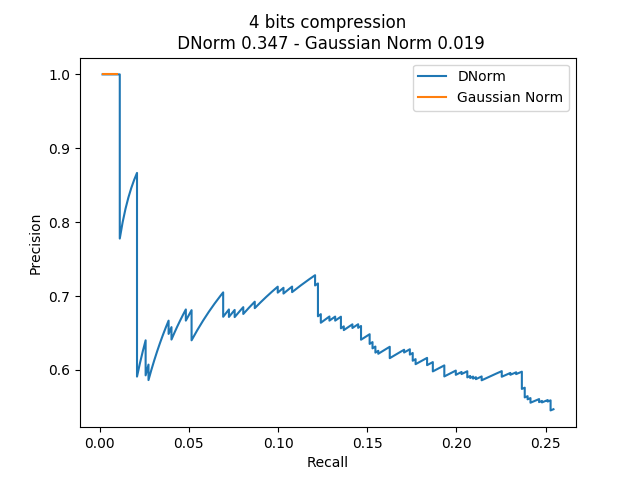 4 bits compression
DNorm 0.347 - Gaussian Norm 0.019
DNorm
Gaussian Norm
1.0
0.9
0.8
0.7
0.6
Precision
0.00 0.05 0.10 0.15 0.20 0.25
Recall